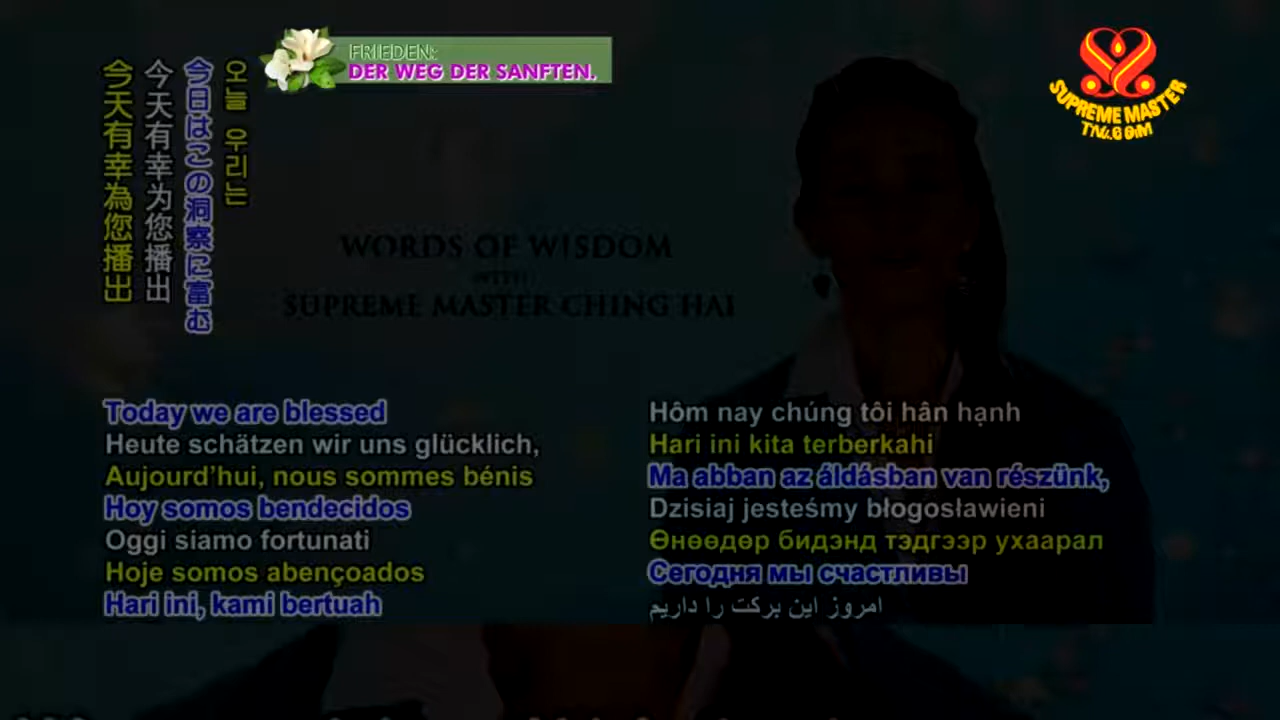 FRIEDEN:
DER WEG DER SANFTEN.
SUPREME MASTER
오늘 우리는
今日はこの洞察に富む
今天有幸为您播出
今天有幸為您播出
WORDS OF WISDOM
WITH
SUPREME MASTER CHING HAI
Today we are blessed
Heute schätzen wir uns glücklich,
Aujourd'hui, nous sommes bénis
Hoy somos bendecidos
Oggi siamo fortunati
Hoje somos abençoados
Hari ini, kami bertuah
Hôm nay chúng tôi hân hạnh
Hari ini kita terberkahi
Ma abban az áldásban van részünk,
Dzisiaj jesteśmy błogosławieni
Өнөөдөр бидэнд тэдгээр ухаарал
Сегодня мы счастливы
امروز این برکت را داریم